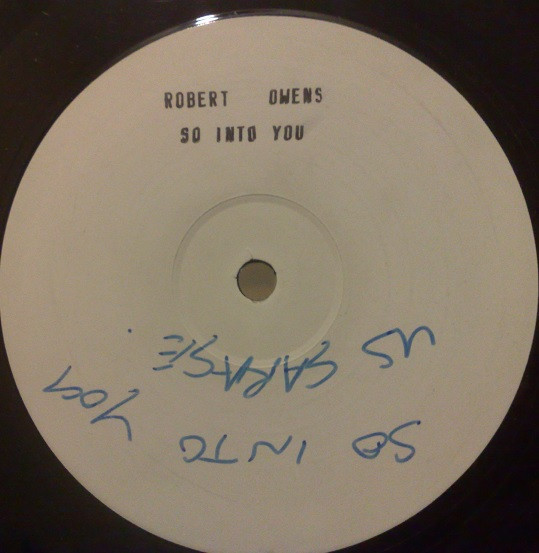 ROBERT OWENS
SO INTO YOU
SO INTO
YOU
US GARAGE